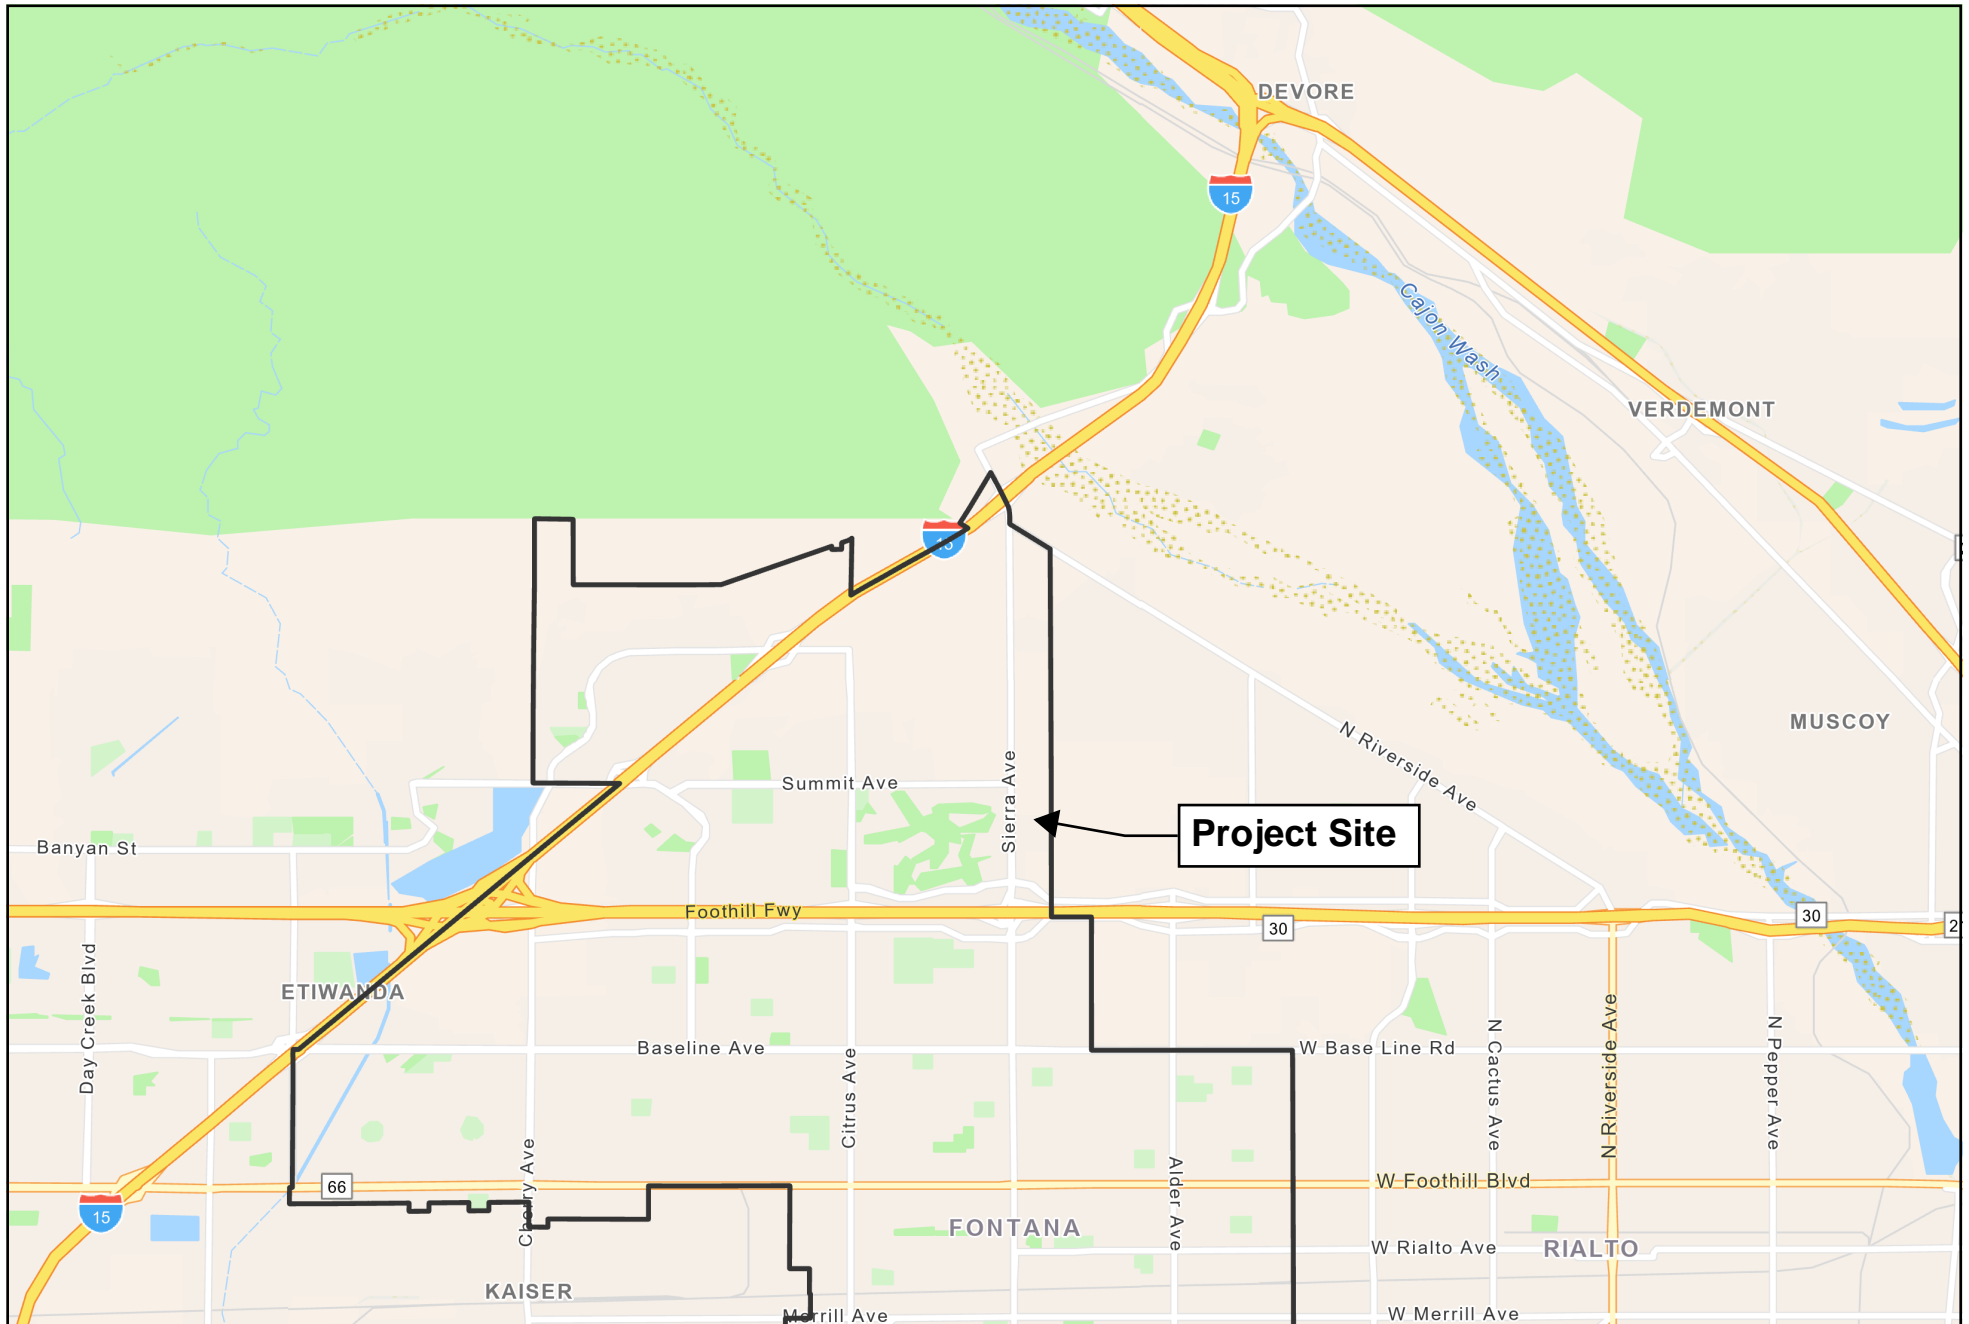 DEVORE
15
Cajon Wash
VERDEMONT
15
MUSCOY
N Riverside Ave
Summit Ave
Sierra Ave
Project Site
Banyan St
Foothill Fwy
30
30
Day Creek Blvd
ETIWANDA
Baseline Ave
W Base Line Rd
Citrus Ave
N Cactus Ave
N Riverside Ave
N Pepper Ave
Cherry Ave
Alder Ave
66
W Foothill Blvd
15
FONTANA
W Rialto Ave
RIALTO
KAISER
Merrill Ave
W Merrill Ave